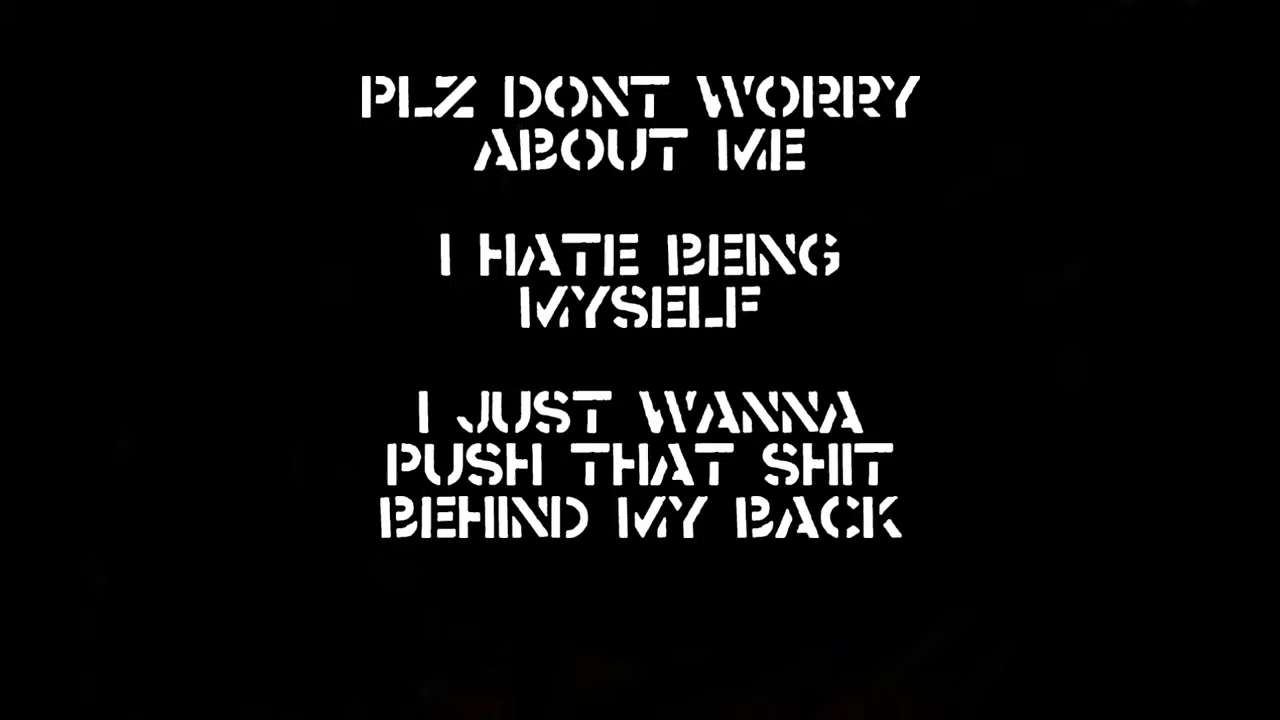 PLZ DONT WORRY
ABOUT ME
I HATE BEING
MYSELF
I JUST WANNA
PUSH THAT SHIT
BEHIND MY BACK